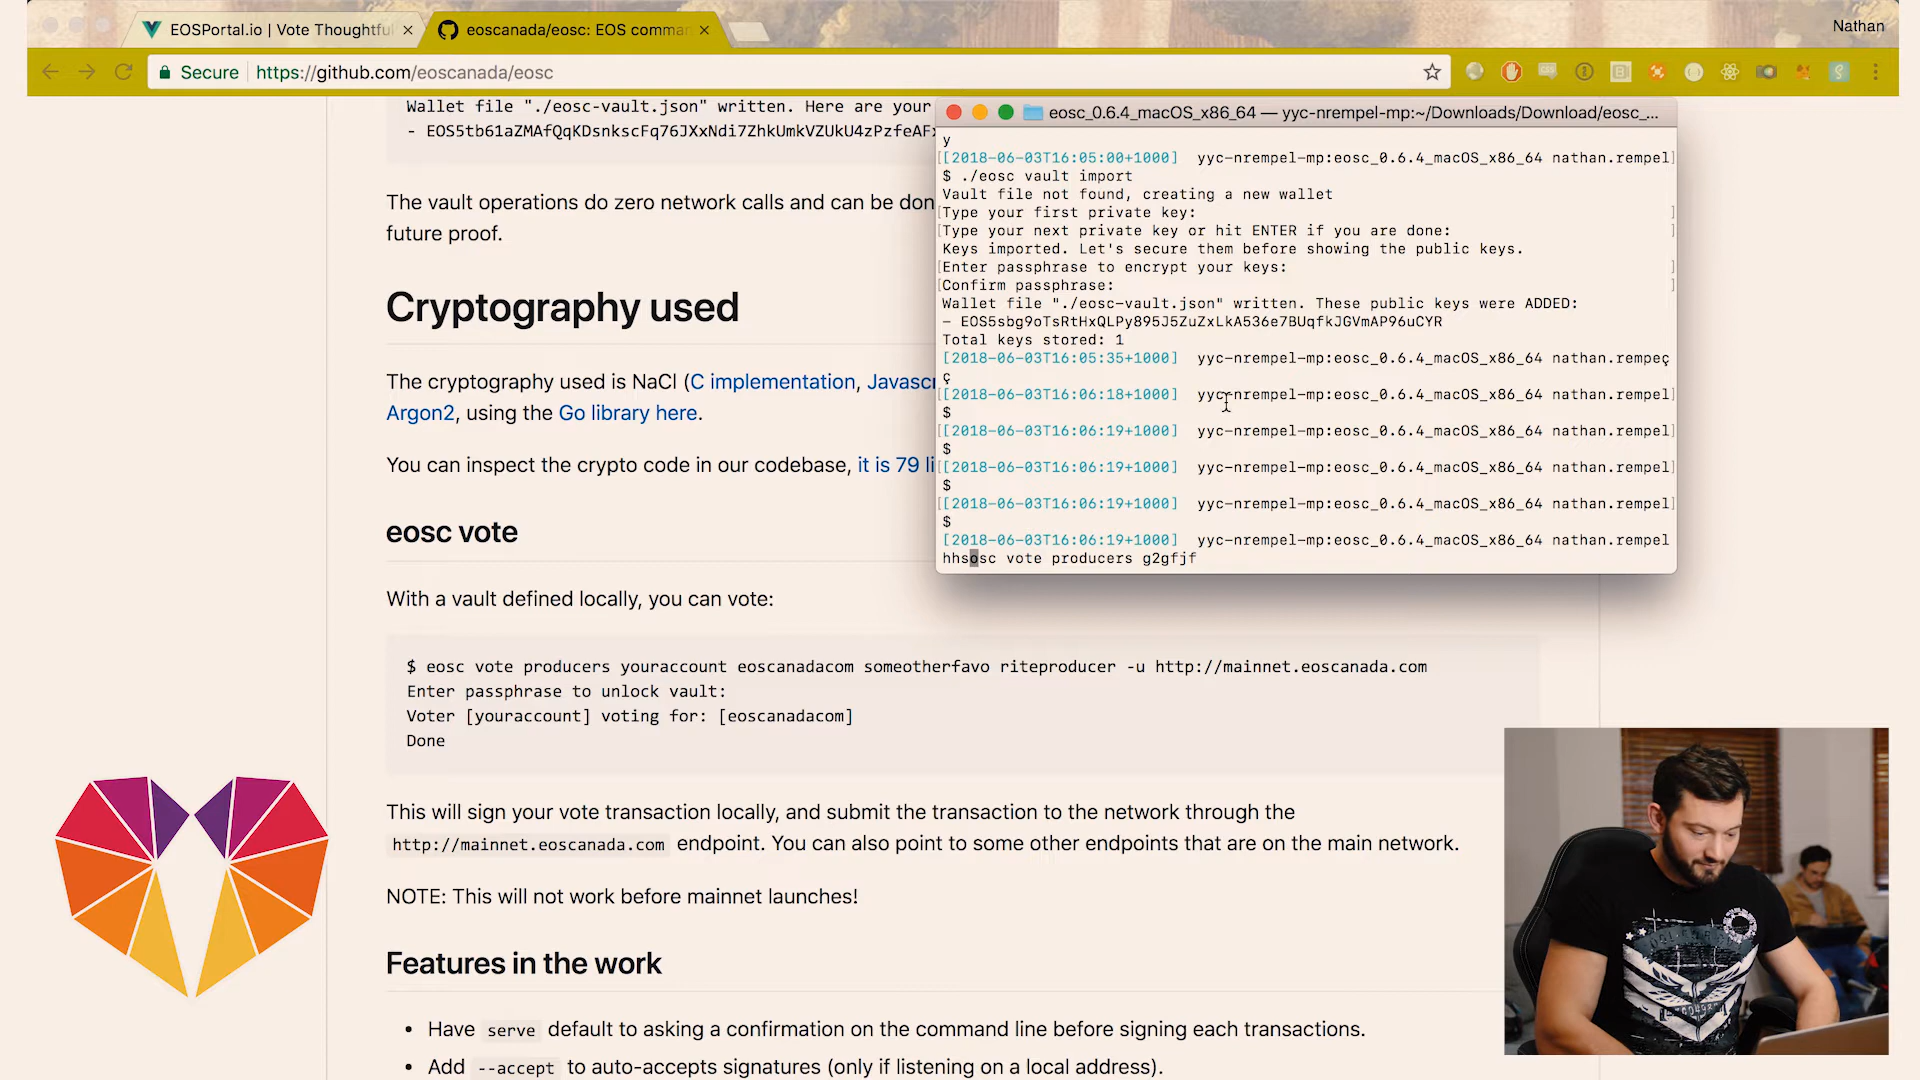 EOSPortal.io | Vote Thoughtful
eoscanada/eosc: EOS comman
Nathan
Secure
https://github.com/eoscanada/eosc
Wallet file "./eosc-vault.json" written. Here are your
- EOS5tb61aZMAfQqKDsnkscFq76JXxNdi7ZhkUmkVZUkU4zPzfeAFx
The vault operations do zero network calls and can be don
future proof.
Cryptography used
The cryptography used is NaCl (C implementation, Javascr
Argon2, using the Go library here.
You can inspect the crypto code in our codebase, it is 79 li
eosc vote
With a vault defined locally, you can vote:
$ eosc vote producers youraccount eoscanadacom someotherfavo riteproducer -u http://mainnet.eoscanada.com
Enter passphrase to unlock vault:
Voter [youraccount] voting for: [eoscanadacom]
Done
This will sign your vote transaction locally, and submit the transaction to the network through the
http://mainnet.eoscanada.com endpoint. You can also point to some other endpoints that are on the main network.
NOTE: This will not work before mainnet launches!
Features in the work
• Have serve default to asking a confirmation on the command line before signing each transactions.
• Add --accept to auto-accepts signatures (only if listening on a local address).
eosc_0.6.4_macOS_x86_64 — yyc-nrempel-mp:~/Downloads/Download/eosc_...
y
[[2018-06-03T16:05:00+1000] yyc-nrempel-mp:eosc_0.6.4_macOS_x86_64 nathan.rempel]
$ ./eosc vault import
Vault file not found, creating a new wallet
[Type your first private key: ]
[Type your next private key or hit ENTER if you are done: ]
Keys imported. Let's secure them before showing the public keys.
[Enter passphrase to encrypt your keys: ]
[Confirm passphrase: ]
Wallet file "./eosc-vault.json" written. These public keys were ADDED:
- EOS5sbg9oTsRtHxQLPy895J5ZuZxLkA536e7BUqfkJGVmAP96uCYR
Total keys stored: 1
[2018-06-03T16:05:35+1000] yyc-nrempel-mp:eosc_0.6.4_macOS_x86_64 nathan.rempeç
ç
[[2018-06-03T16:06:18+1000] yyc-nrempel-mp:eosc_0.6.4_macOS_x86_64 nathan.rempel]
$
[[2018-06-03T16:06:19+1000] yyc-nrempel-mp:eosc_0.6.4_macOS_x86_64 nathan.rempel]
$
[[2018-06-03T16:06:19+1000] yyc-nrempel-mp:eosc_0.6.4_macOS_x86_64 nathan.rempel]
$
[[2018-06-03T16:06:19+1000] yyc-nrempel-mp:eosc_0.6.4_macOS_x86_64 nathan.rempel]
$
[2018-06-03T16:06:19+1000] yyc-nrempel-mp:eosc_0.6.4_macOS_x86_64 nathan.rempel
hhsosc vote producers g2gfjf